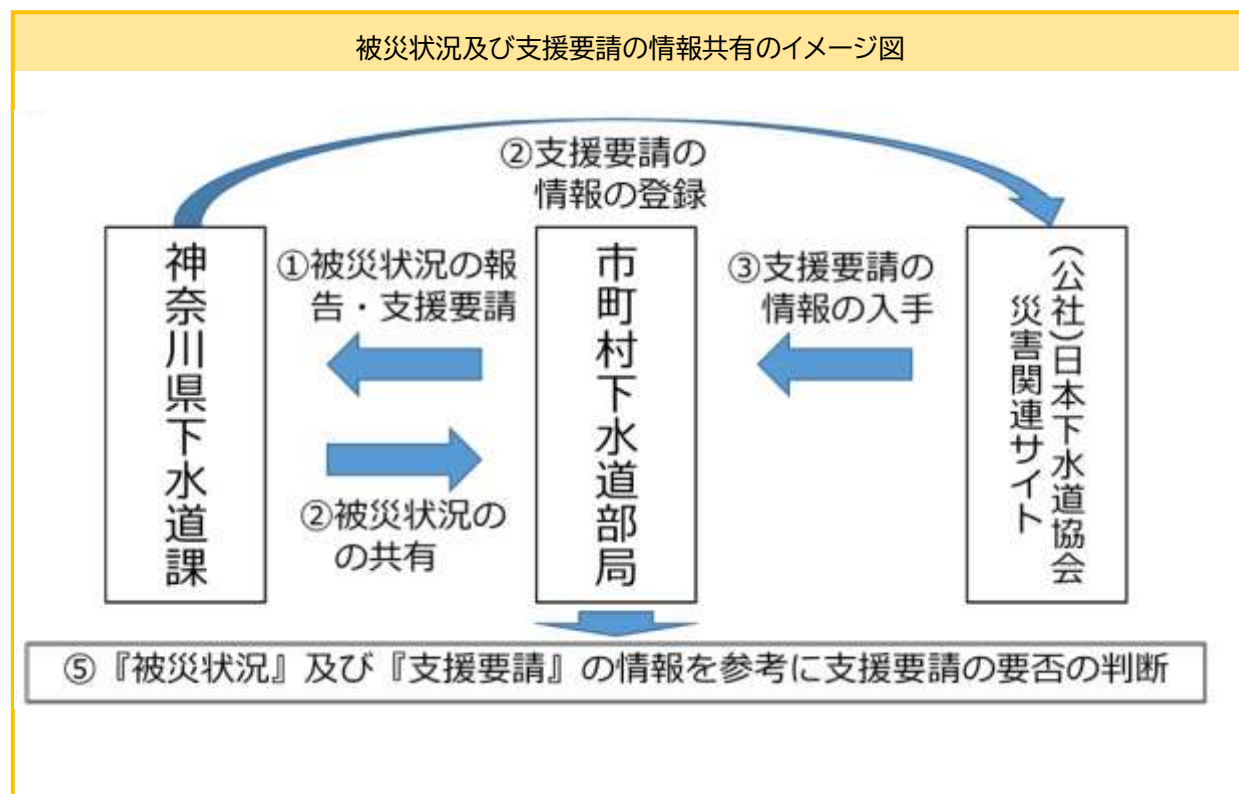 被災状況及び支援要請の情報共有のイメージ図
②支援要請の
情報の登録
神奈川県下水道課
①被災状況の報
告・支援要請
②被災状況の
の共有
市町村下水道部局
③支援要請の
情報の入手
(公社)日本下水道協会
災害関連サイト
⑤『被災状況』及び『支援要請』の情報を参考に支援要請の要否の判断